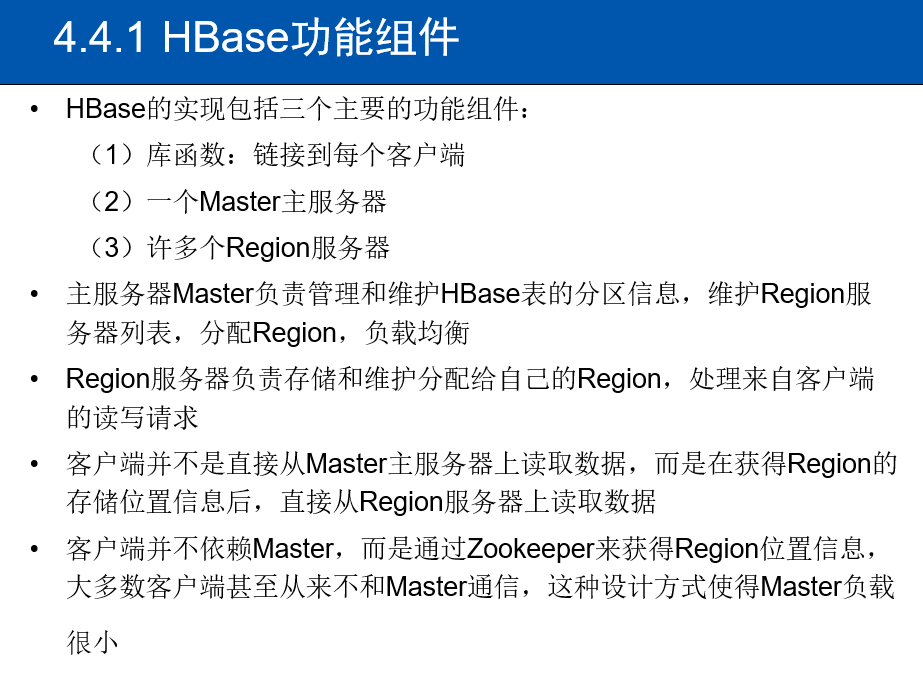 4.4.1 HBase功能组件
• HBase的实现包括三个主要的功能组件：
（1）库函数：链接到每个客户端
（2）一个Master主服务器
（3）许多个Region服务器
• 主服务器Master负责管理和维护HBase表的分区信息，维护Region服
务器列表，分配Region，负载均衡
• Region服务器负责存储和维护分配给自己的Region，处理来自客户端
的读写请求
• 客户端并不是直接从Master主服务器上读取数据，而是在获得Region的
存储位置信息后，直接从Region服务器上读取数据
• 客户端并不依赖Master，而是通过Zookeeper来获得Region位置信息，
大多数客户端甚至从来不和Master通信，这种设计方式使得Master负载
很小